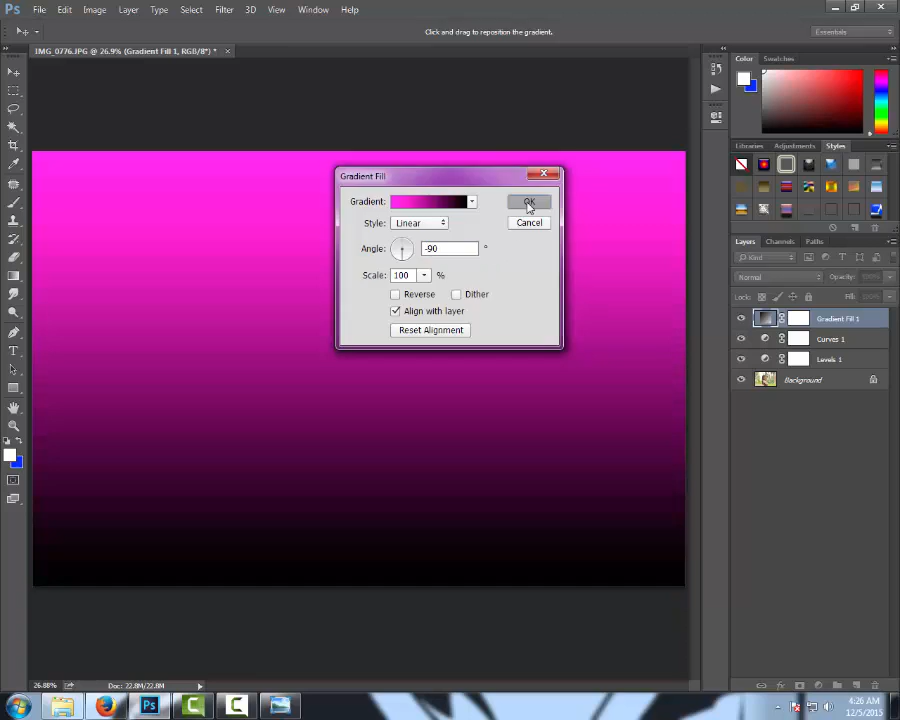 Ps File Edit Image Layer Type Select Filter 3D View Window Help
Click and drag to reposition the gradient.
Essentials
IMG_0776.JPG @ 26.9% (Gradient Fill 1, RGB/8*) *
Color Swatches
Libraries Adjustments Styles
Gradient Fill
Gradient:
OK
Style: Linear
Cancel
Angle: -90 °
Scale: 100 %
Reverse Dither
Align with layer
Reset Alignment
Layers Channels Paths
Kind
Normal Opacity: 100%
Lock: Fill: 100%
Gradient Fill 1
Curves 1
Levels 1
Background
26.88% Doc: 22.8M/22.8M
Ps
4:26 AM
12/5/2015